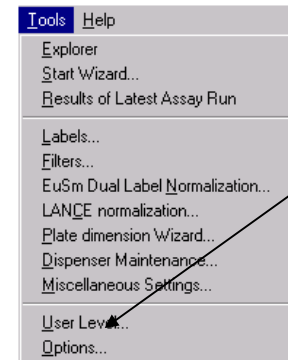 Tools Help
Explorer
Start Wizard...
Results of Latest Assay Run
Labels...
Filters...
EuSm Dual Label Normalization...
LANCE normalization...
Plate dimension Wizard...
Dispenser Maintenance...
Miscellaneous Settings...
User Level...
Options...